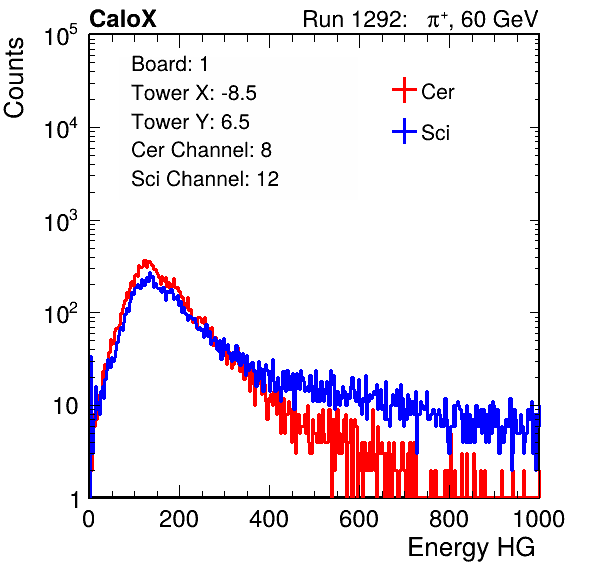 CaloX Run 1292: π⁺, 60 GeV
Counts
10⁵
10⁴
10³
10²
10
1
Board: 1
Tower X: -8.5
Tower Y: 6.5
Cer Channel: 8
Sci Channel: 12
Cer
Sci
0 200 400 600 800 1000
Energy HG